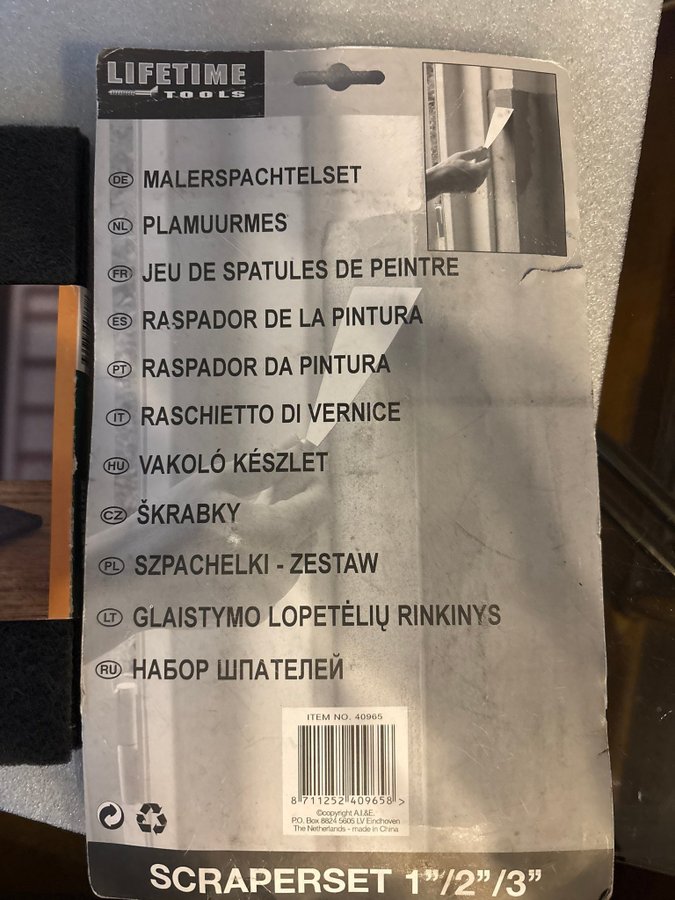 LIFETIME
TOOLS
DE MALERSPACHTELSET
NL PLAMUURMES
FR JEU DE SPATULES DE PEINTRE
ES RASPADOR DE LA PINTURA
PT RASPADOR DA PINTURA
IT RASCHIETTO DI VERNICE
HU VAKOLÓ KÉSZLET
CZ ŠKRABKY
PL SZPACHELKI - ZESTAW
LT GLAISTYMO LOPETĖLIŲ RINKINYS
RU НАБОР ШПАТЕЛЕЙ
ITEM NO. 40965
8 711252 409658 >
©copyright A.I.&E.
P.O. Box 8824 5605 LV Eindhoven
The Netherlands - made in China
SCRAPERSET 1”/2”/3”